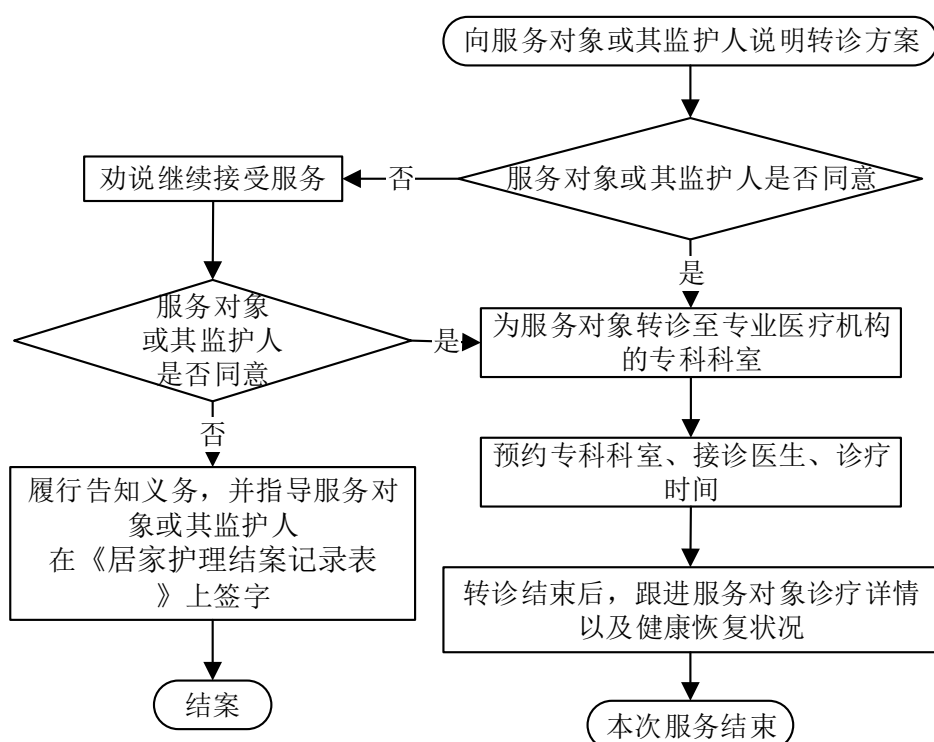 向服务对象或其监护人说明转诊方案
服务对象或其监护人是否同意
否
劝说继续接受服务
是
服务对象
或其监护人
是否同意
是
为服务对象转诊至专业医疗机构
的专科科室
否
预约专科科室、接诊医生、诊疗
时间
履行告知义务，并指导服务对
象或其监护人
在《居家护理结案记录表
》上签字
转诊结束后，跟进服务对象诊疗详情
以及健康恢复状况
结案
本次服务结束